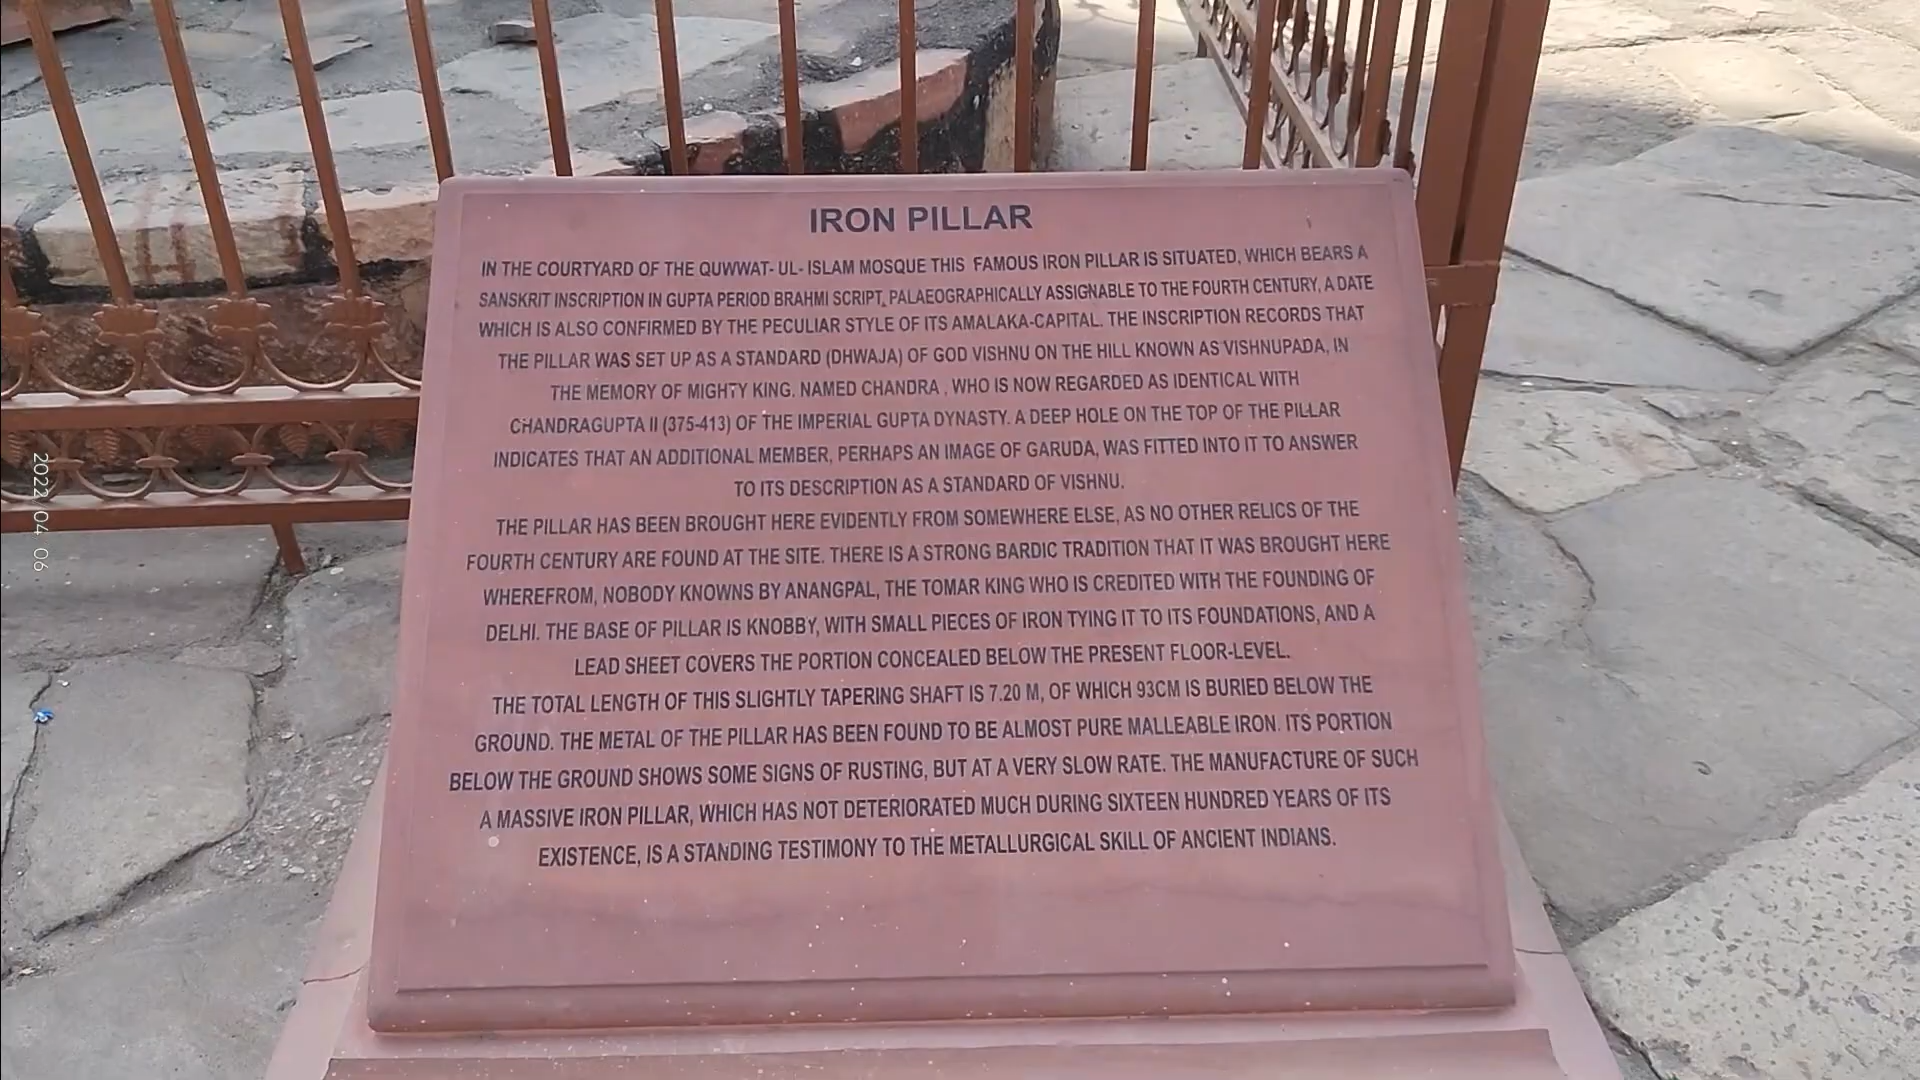 IRON PILLAR
IN THE COURTYARD OF THE QUWWAT- UL- ISLAM MOSQUE THIS FAMOUS IRON PILLAR IS SITUATED, WHICH BEARS A
SANSKRIT INSCRIPTION IN GUPTA PERIOD BRAHMI SCRIPT, PALAEOGRAPHICALLY ASSIGNABLE TO THE FOURTH CENTURY, A DATE
WHICH IS ALSO CONFIRMED BY THE PECULIAR STYLE OF ITS AMALAKA-CAPITAL. THE INSCRIPTION RECORDS THAT
THE PILLAR WAS SET UP AS A STANDARD (DHWAJA) OF GOD VISHNU ON THE HILL KNOWN AS VISHNUPADA, IN
THE MEMORY OF MIGHTY KING. NAMED CHANDRA , WHO IS NOW REGARDED AS IDENTICAL WITH
CHANDRAGUPTA II (375-413) OF THE IMPERIAL GUPTA DYNASTY. A DEEP HOLE ON THE TOP OF THE PILLAR
INDICATES THAT AN ADDITIONAL MEMBER, PERHAPS AN IMAGE OF GARUDA, WAS FITTED INTO IT TO ANSWER
TO ITS DESCRIPTION AS A STANDARD OF VISHNU.
THE PILLAR HAS BEEN BROUGHT HERE EVIDENTLY FROM SOMEWHERE ELSE, AS NO OTHER RELICS OF THE
FOURTH CENTURY ARE FOUND AT THE SITE. THERE IS A STRONG BARDIC TRADITION THAT IT WAS BROUGHT HERE
WHEREFROM, NOBODY KNOWNS BY ANANGPAL, THE TOMAR KING WHO IS CREDITED WITH THE FOUNDING OF
DELHI. THE BASE OF PILLAR IS KNOBBY, WITH SMALL PIECES OF IRON TYING IT TO ITS FOUNDATIONS, AND A
LEAD SHEET COVERS THE PORTION CONCEALED BELOW THE PRESENT FLOOR-LEVEL.
THE TOTAL LENGTH OF THIS SLIGHTLY TAPERING SHAFT IS 7.20 M, OF WHICH 93CM IS BURIED BELOW THE
GROUND. THE METAL OF THE PILLAR HAS BEEN FOUND TO BE ALMOST PURE MALLEABLE IRON. ITS PORTION
BELOW THE GROUND SHOWS SOME SIGNS OF RUSTING, BUT AT A VERY SLOW RATE. THE MANUFACTURE OF SUCH
A MASSIVE IRON PILLAR, WHICH HAS NOT DETERIORATED MUCH DURING SIXTEEN HUNDRED YEARS OF ITS
EXISTENCE, IS A STANDING TESTIMONY TO THE METALLURGICAL SKILL OF ANCIENT INDIANS.
2022/04 06